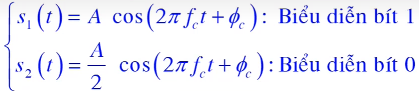 s₁(t) = A cos(2πf_c t + ϕ_c): Biểu diễn bít 1
s₂(t) = A/2 cos(2πf_c t + ϕ_c): Biểu diễn bít 0